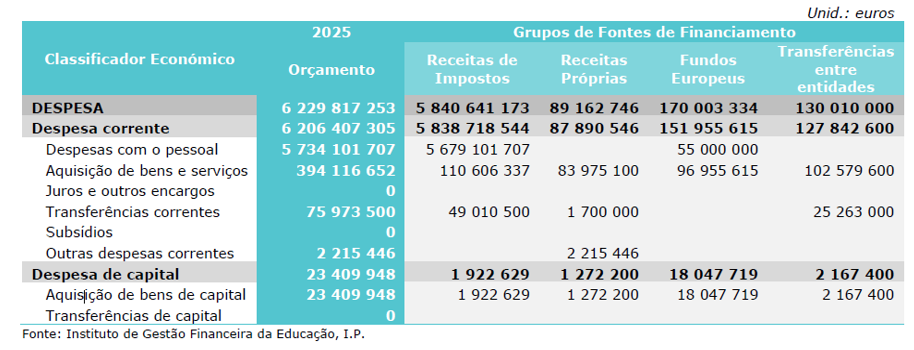 Unid.: euros
Classificador Económico 2025 Grupos de Fontes de Financiamento
Orçamento Receitas de Impostos Receitas Próprias Fundos Europeus Transferências entre entidades
DESPESA 6 229 817 253 5 840 641 173 89 162 746 170 003 334 130 010 000
Despesa corrente 6 206 407 305 5 838 718 544 87 890 546 151 955 615 127 842 600
Despesas com o pessoal 5 734 101 707 5 679 101 707 55 000 000
Aquisição de bens e serviços 394 116 652 110 606 337 83 975 100 96 955 615 102 579 600
Juros e outros encargos 0
Transferências correntes 75 973 500 49 010 500 1 700 000 25 263 000
Subsídios 0
Outras despesas correntes 2 215 446 2 215 446
Despesa de capital 23 409 948 1 922 629 1 272 200 18 047 719 2 167 400
Aquisição de bens de capital 23 409 948 1 922 629 1 272 200 18 047 719 2 167 400
Transferências de capital 0
Fonte: Instituto de Gestão Financeira da Educação, I.P.